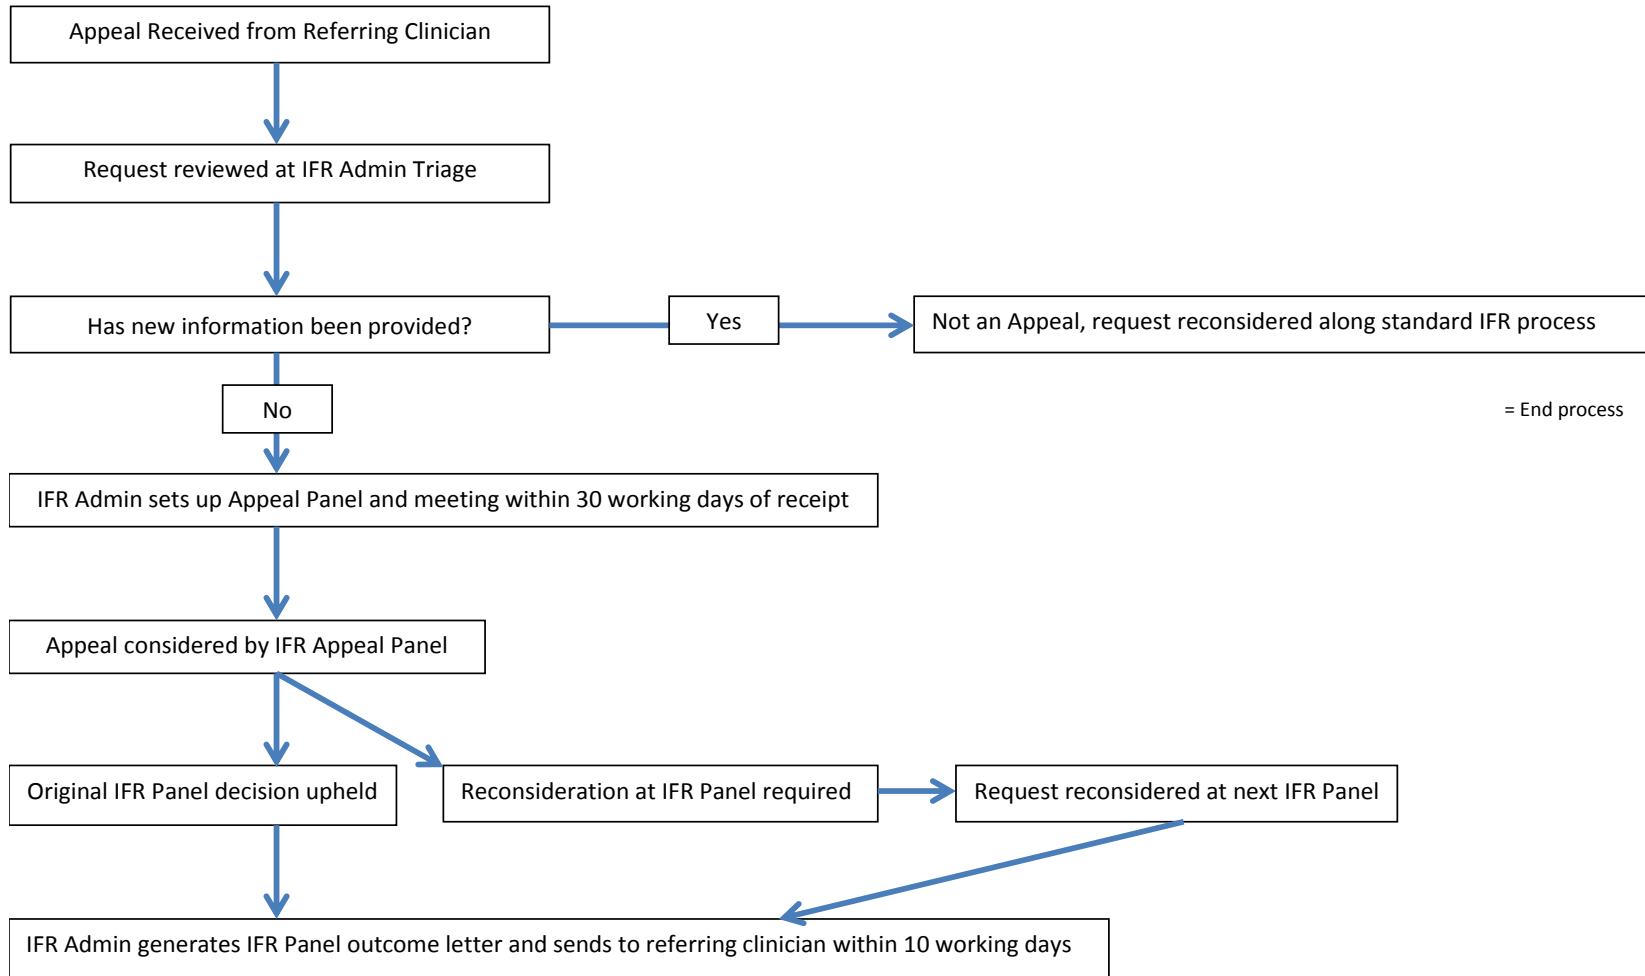 Appeal Received from Referring Clinician
Request reviewed at IFR Admin Triage
Has new information been provided?
Yes
Not an Appeal, request reconsidered along standard IFR process
No
= End process
IFR Admin sets up Appeal Panel and meeting within 30 working days of receipt
Appeal considered by IFR Appeal Panel
Original IFR Panel decision upheld
Reconsideration at IFR Panel required
Request reconsidered at next IFR Panel
IFR Admin generates IFR Panel outcome letter and sends to referring clinician within 10 working days